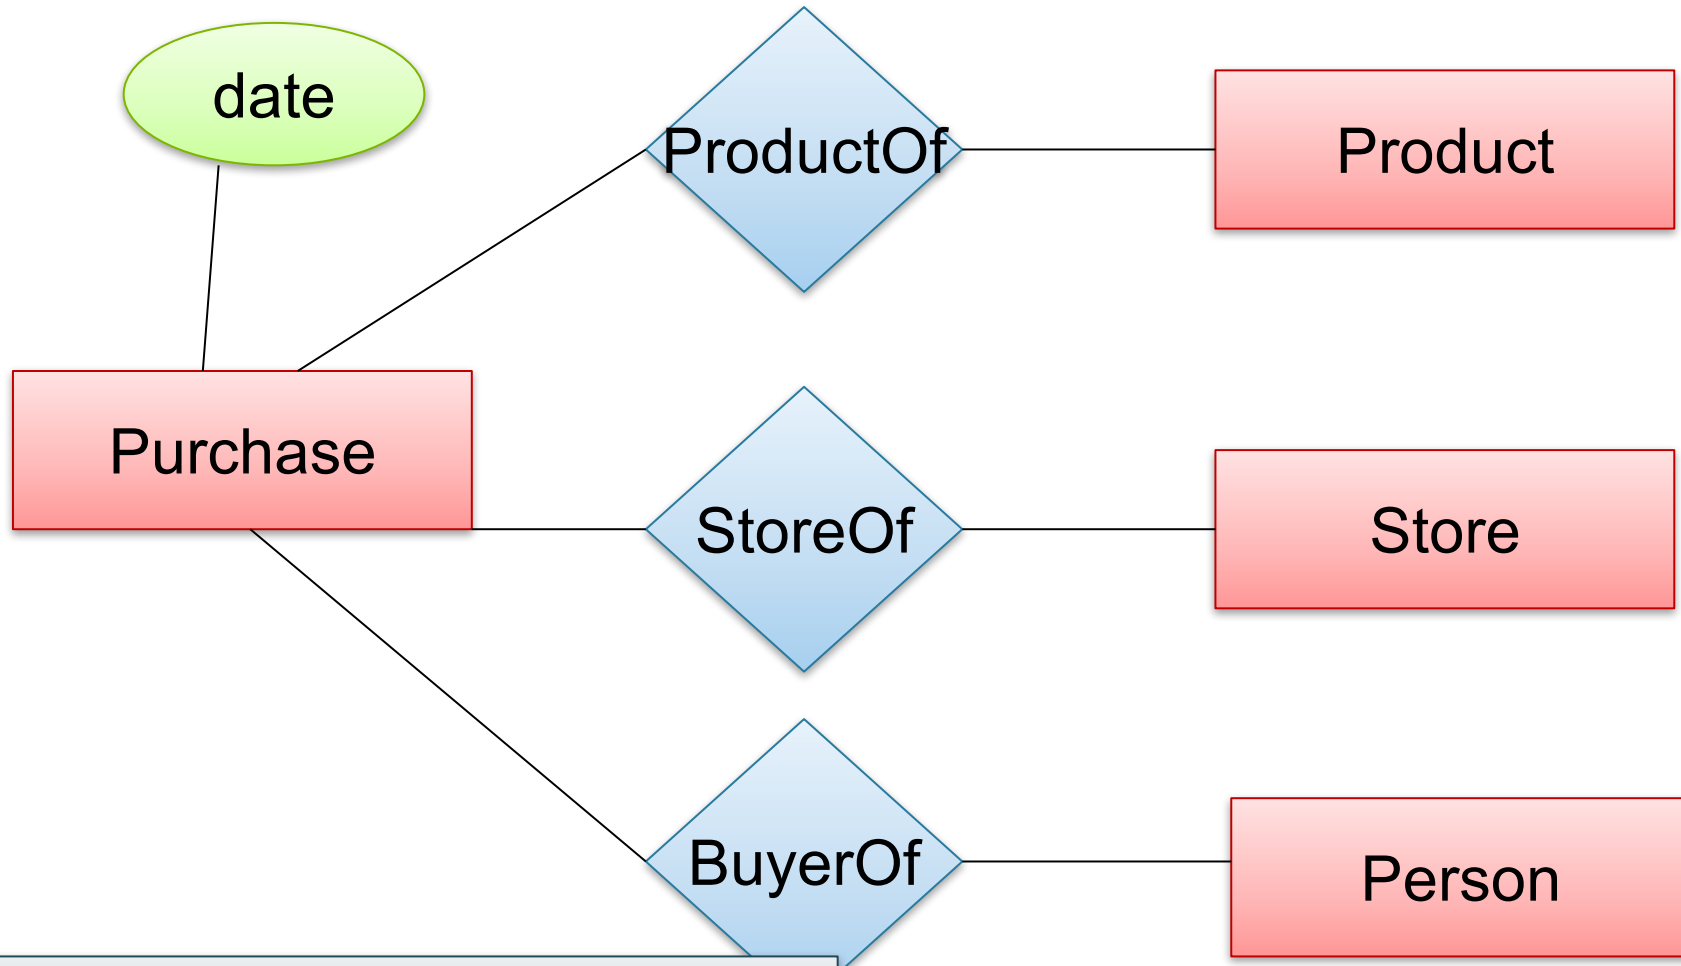 date
ProductOf
Product
Purchase
StoreOf
Store
BuyerOf
Person